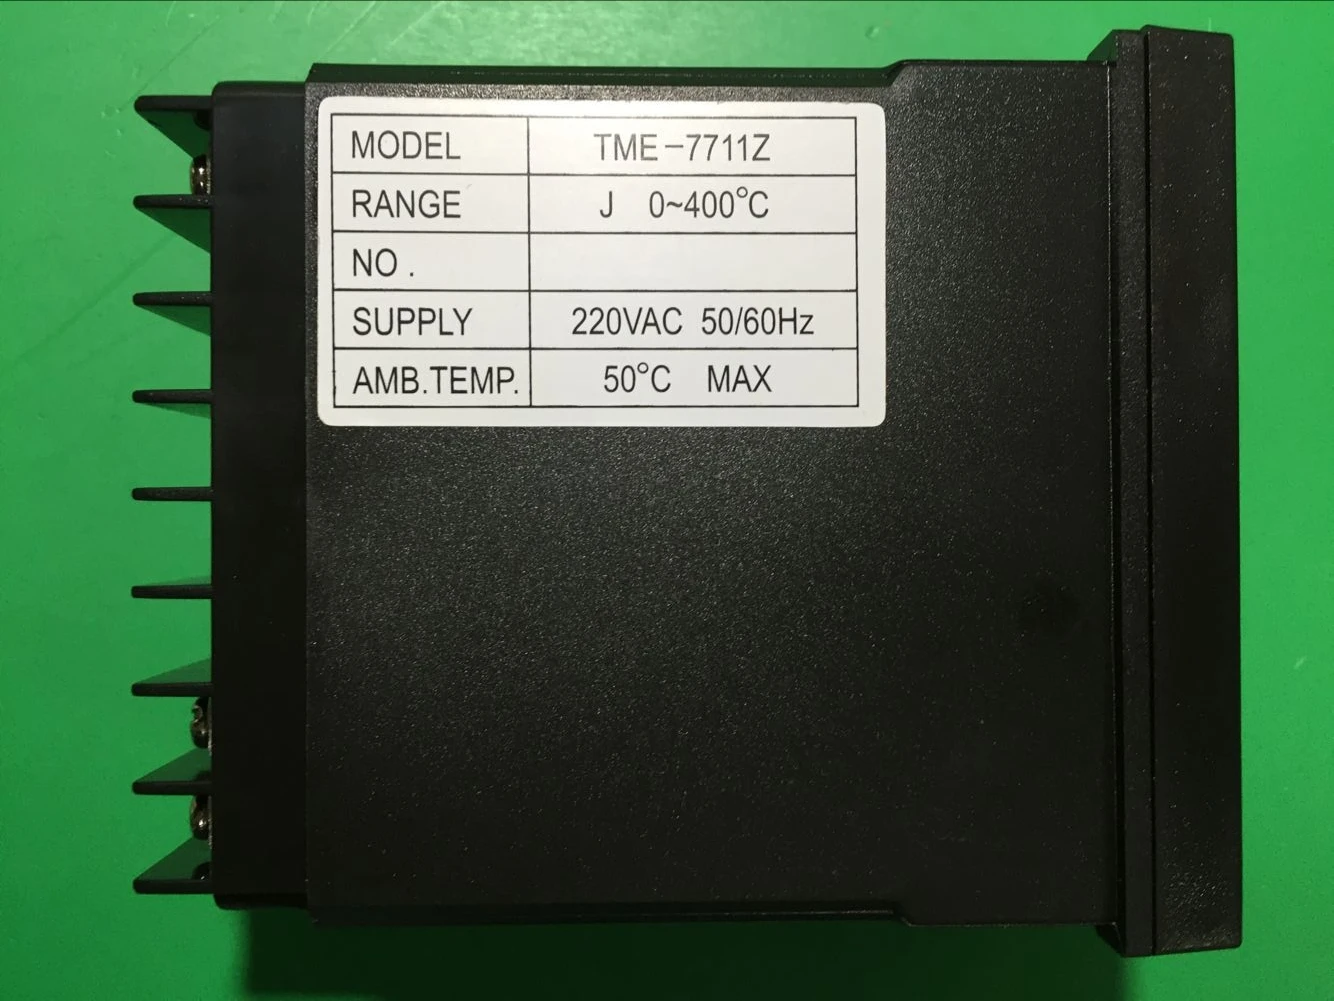 MODEL TME-7711Z
RANGE J 0~400°C
NO.
SUPPLY 220VAC 50/60Hz
AMB.TEMP. 50°C MAX